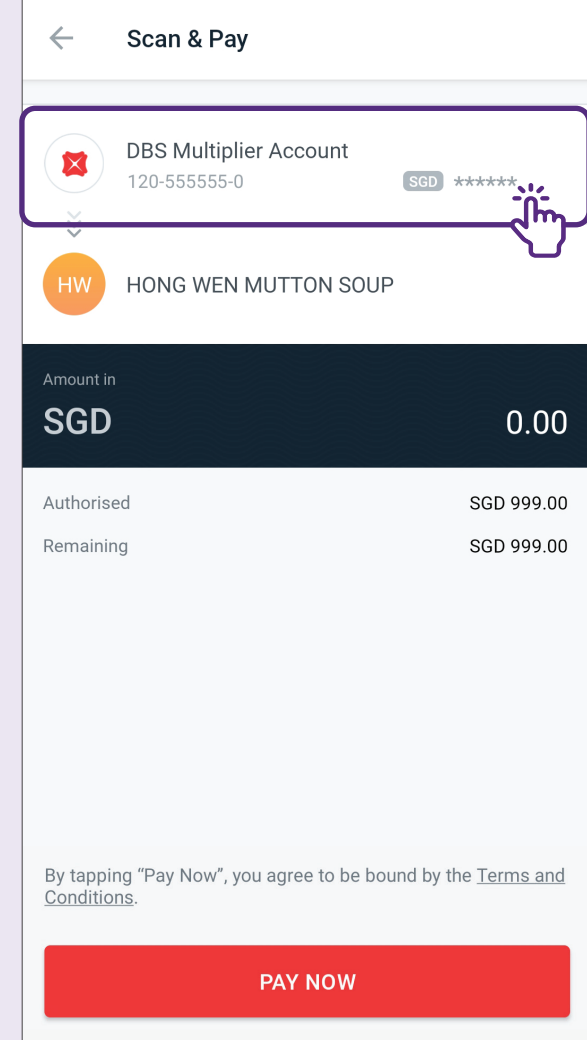 Scan & Pay
DBS Multiplier Account
120-555555-0 SGD ******
HW HONG WEN MUTTON SOUP
Amount in
SGD 0.00
Authorised SGD 999.00
Remaining SGD 999.00
By tapping “Pay Now”, you agree to be bound by the Terms and
Conditions.
PAY NOW